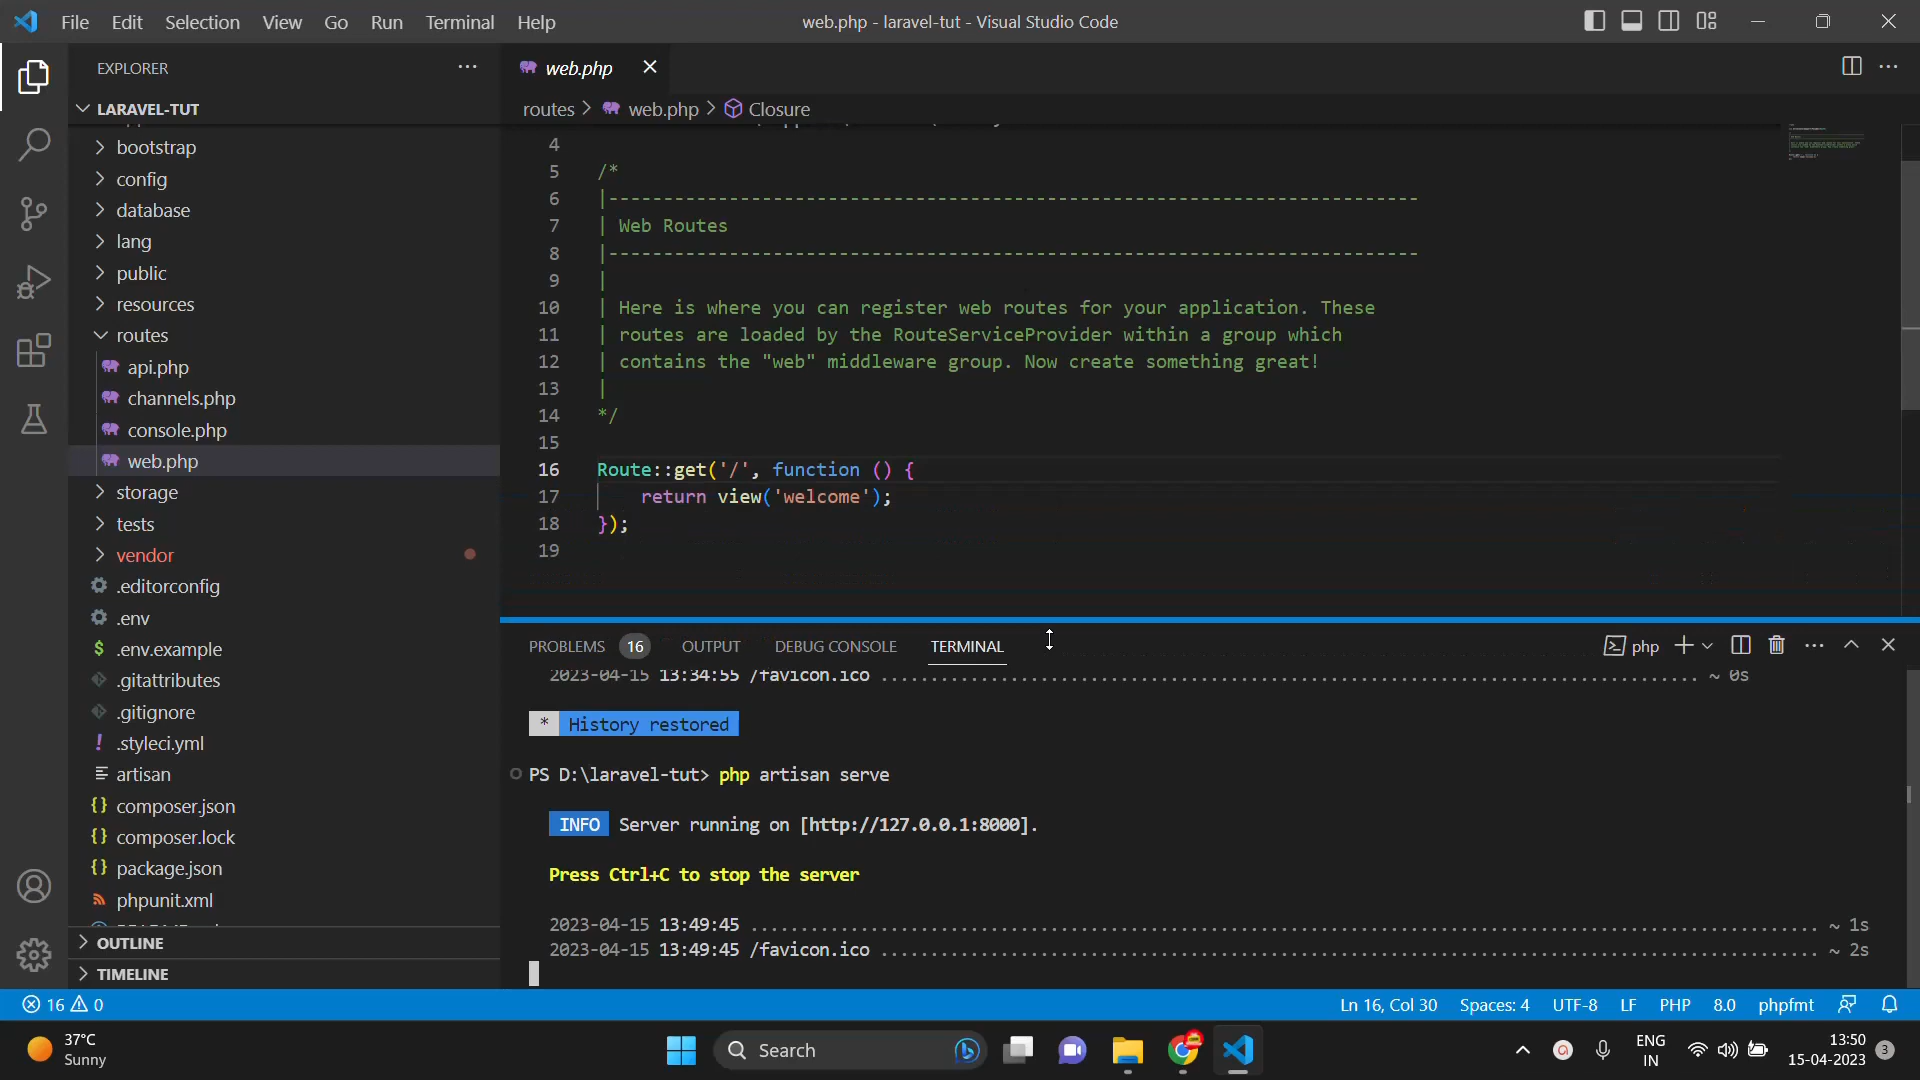 File Edit Selection View Go Run Terminal Help
web.php - laravel-tut - Visual Studio Code
EXPLORER
LARAVEL-TUT
bootstrap
config
database
lang
public
resources
routes
api.php
channels.php
console.php
web.php
storage
tests
vendor
.editorconfig
.env
$ .env.example
.gitattributes
.gitignore
! .styleci.yml
artisan
{} composer.json
{} composer.lock
{} package.json
phpunit.xml
OUTLINE
TIMELINE
web.php
routes > web.php > Closure
4
5 /*
6 |--------------------------------------------------------------------------
7 | Web Routes
8 |--------------------------------------------------------------------------
9 |
10 | Here is where you can register web routes for your application. These
11 | routes are loaded by the RouteServiceProvider within a group which
12 | contains the "web" middleware group. Now create something great!
13 |
14 */
15
16 Route::get('/', function () {
17     return view('welcome');
18 });
19
PROBLEMS 16 OUTPUT DEBUG CONSOLE TERMINAL
php
2023-04-15 13:34:55 /favicon.ico .......... ~ 0s
* History restored
PS D:\laravel-tut> php artisan serve
INFO Server running on [http://127.0.0.1:8000].
Press Ctrl+C to stop the server
2023-04-15 13:49:45 .......... ~ 1s
2023-04-15 13:49:45 /favicon.ico .......... ~ 2s
16 0
Ln 16, Col 30 Spaces: 4 UTF-8 LF PHP 8.0 phpfmt
37°C
Sunny
Search
ENG
IN
13:50
15-04-2023
3